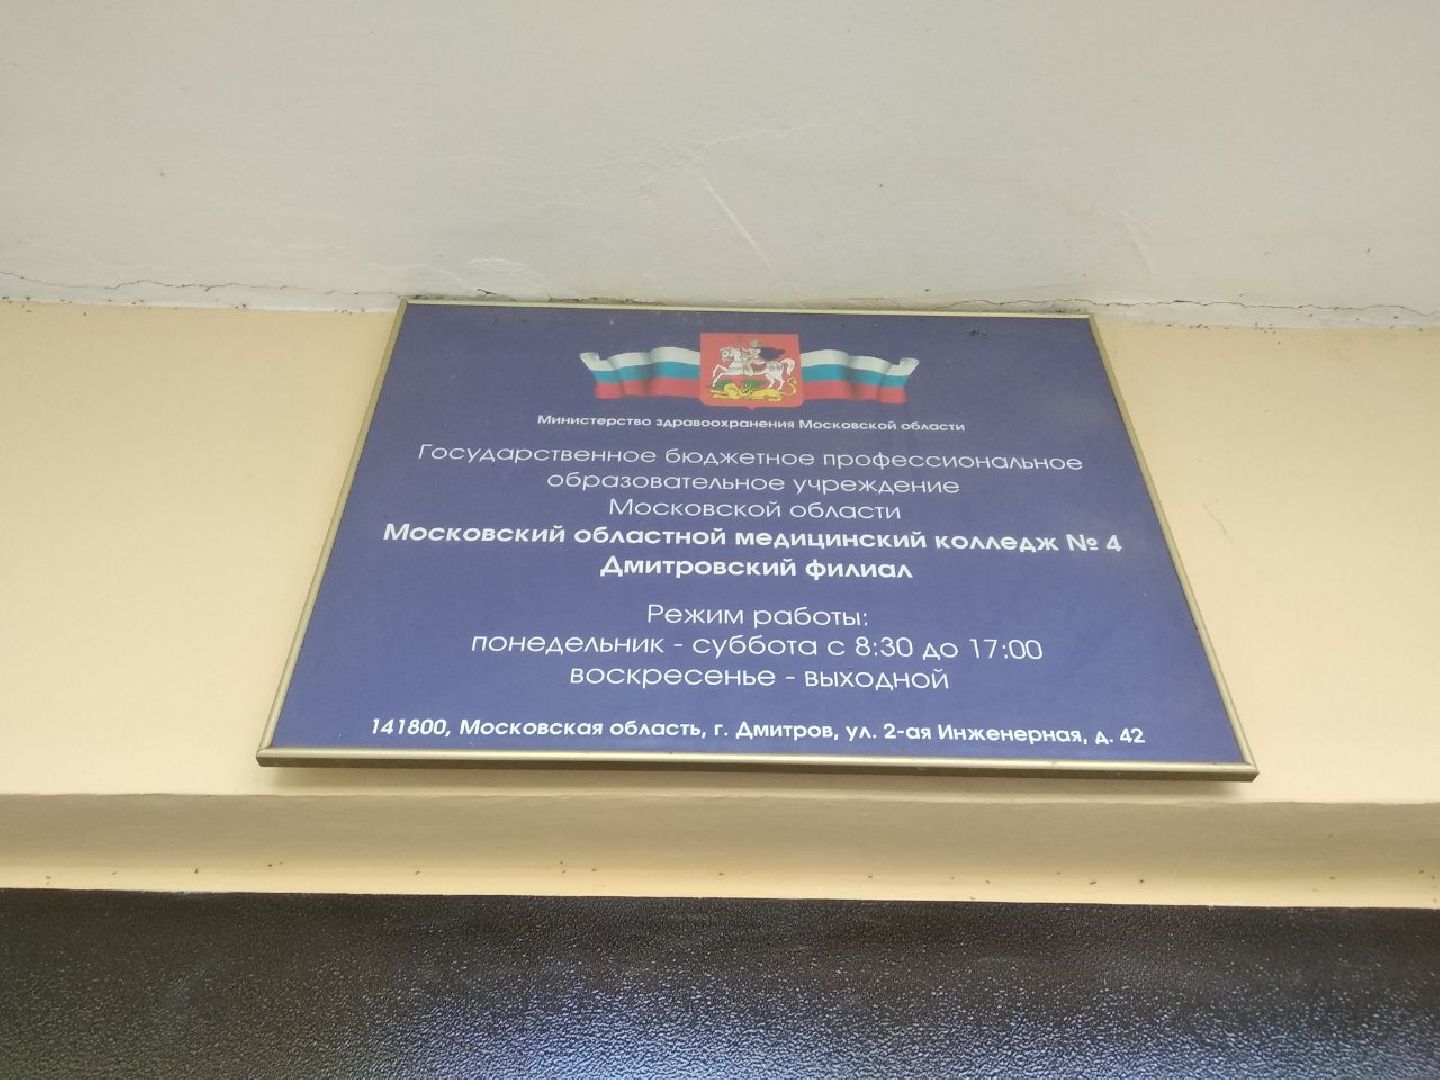 Министерство здравоохранения Московской области
Государственное бюджетное профессиональное
образовательное учреждение
Московской области
Московский областной медицинский колледж № 4
Дмитровский филиал
Режим работы:
понедельник - суббота с 8:30 до 17:00
воскресенье - выходной
141800, Московская область, г. Дмитров, ул. 2-ая Инженерная, д. 42